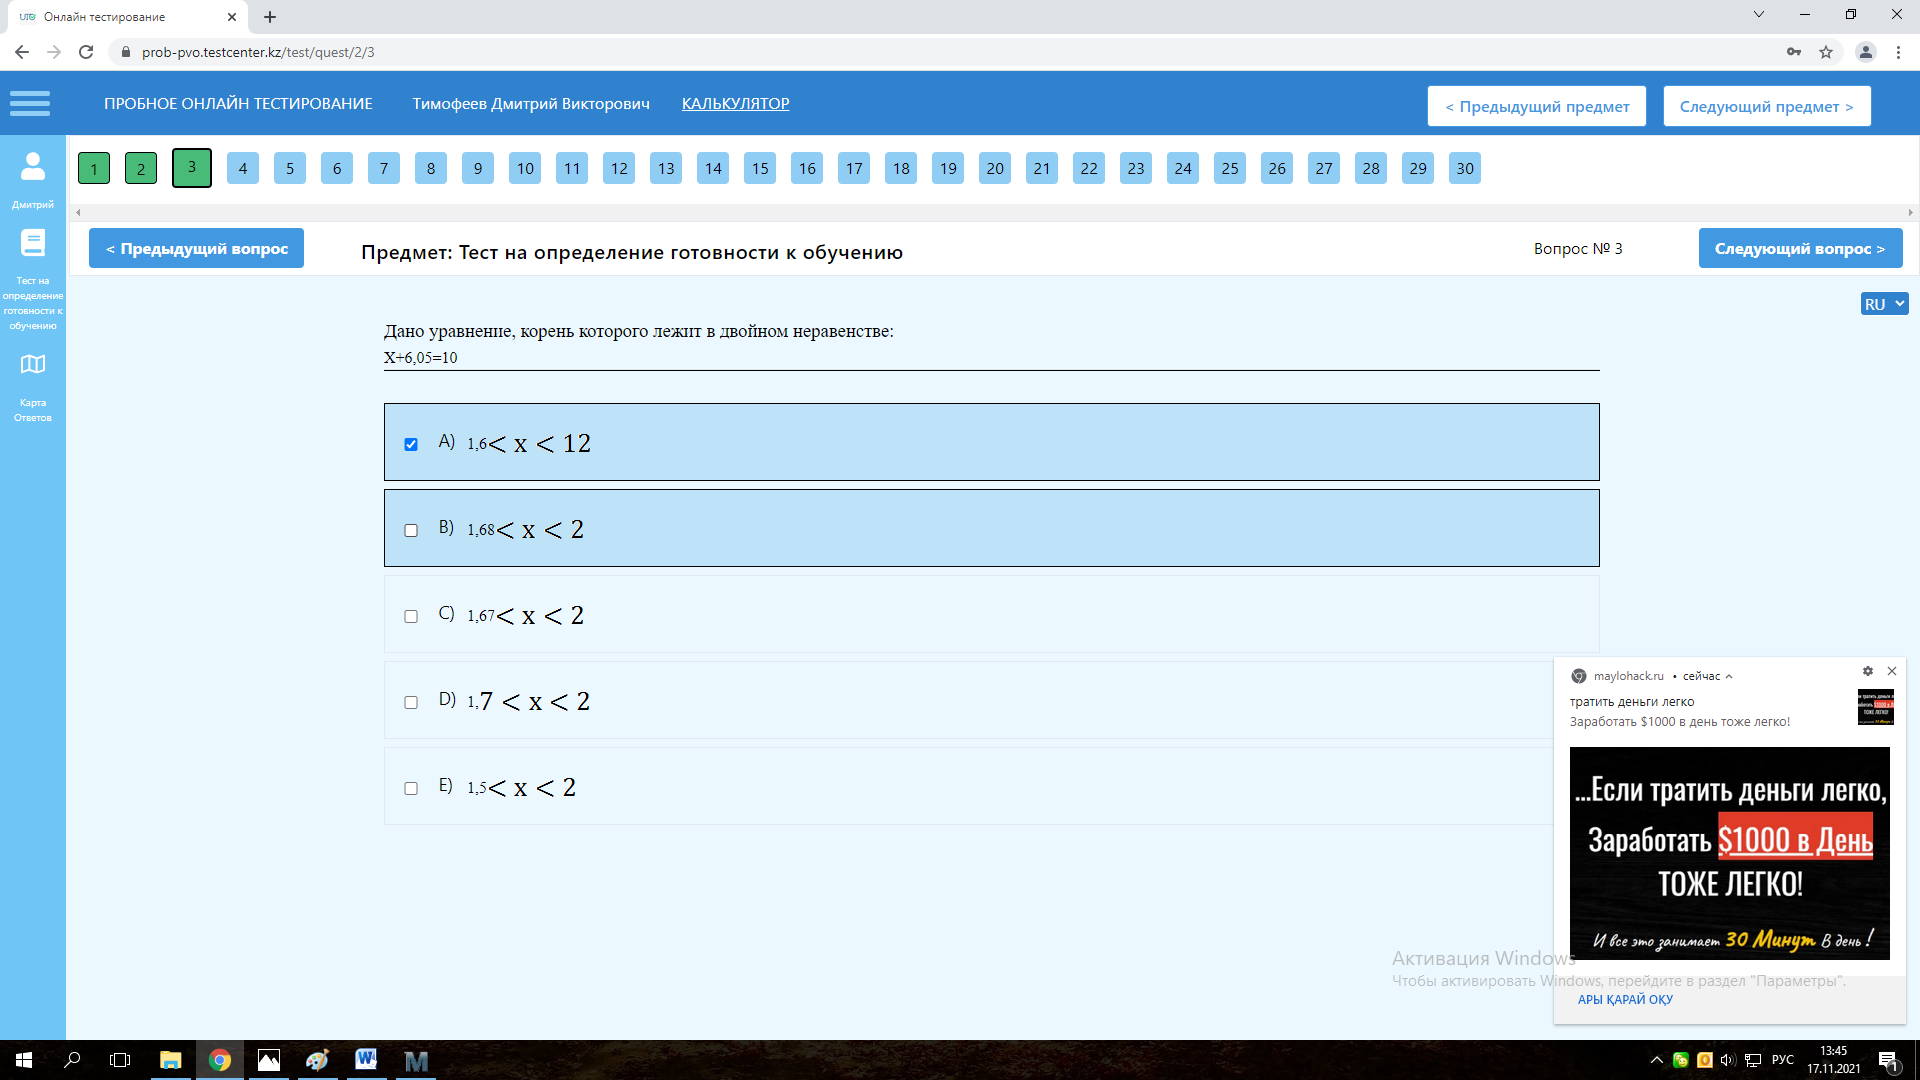 Онлайн тестирование
prob-pvo.testcenter.kz/test/quest/2/3
ПРОБНОЕ ОНЛАЙН ТЕСТИРОВАНИЕ Тимофеев Дмитрий Викторович КАЛЬКУЛЯТОР < Предыдущий предмет Следующий предмет >
1 2 3 4 5 6 7 8 9 10 11 12 13 14 15 16 17 18 19 20 21 22 23 24 25 26 27 28 29 30
Дмитрий
Тест на
определение
готовности к
обучению
Карта
Ответов
< Предыдущий вопрос Предмет: Тест на определение готовности к обучению Вопрос № 3 Следующий вопрос >
RU
Дано уравнение, корень которого лежит в двойном неравенстве:
X+6,05=10
A) 1,6< x < 12
B) 1,68< x < 2
C) 1,67< x < 2
D) 1,7 < x < 2
E) 1,5< x < 2
maylohack.ru • сейчас
тратить деньги легко
Заработать $1000 в день тоже легко!
...Если тратить деньги легко,
Заработать $1000 в День
ТОЖЕ ЛЕГКО!
И все это занимает 30 Минут В день!
АРЫ ҚАРАЙ ОҚУ
Активация Windows
Чтобы активировать Windows, перейдите в раздел "Параметры".
РУС
13:45
17.11.2021
1